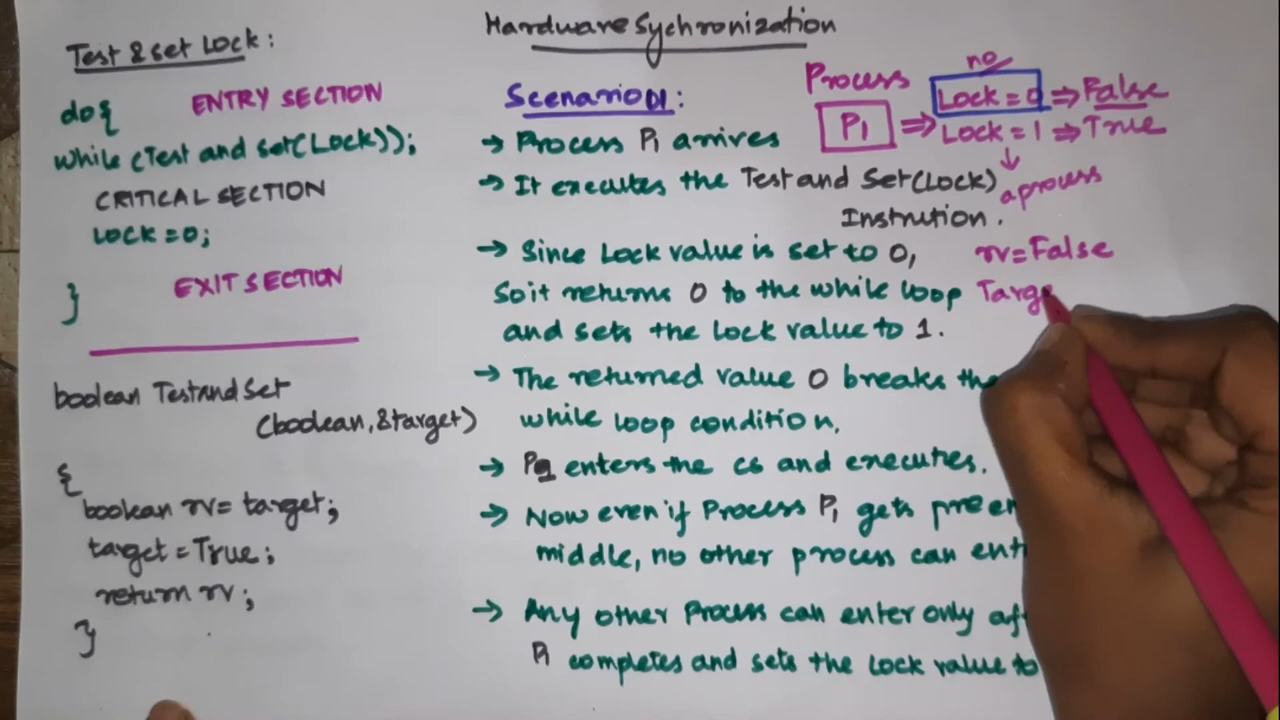 Hardware Sychronization
Test & set Lock:
do{ ENTRY SECTION
while (Test and set(Lock));
CRITICAL SECTION
LOCK = 0;
EXIT SECTION
}
boolean TestandSet
(boolean, &target)
{
boolean rv = target;
target = True;
return rv;
}
Scenario 01:
→ Process P1 arrives
→ It executes the Test and Set(Lock)
Instrution.
→ Since Lock value is set to 0,
So it returns 0 to the while loop
and sets the Lock value to 1.
→ The returned value 0 breaks the
while loop condition.
→ P1 enters the cs and executies.
→ Now even if Process P1 gets
middle, no other process can
→ Any other Process can enter only
P1 completes and sets the Lock value to
Process
no
P1 ⇒ Lock = 0 ⇒ False
Lock = 1 ⇒ True
↓
a process
rv = False
Targ